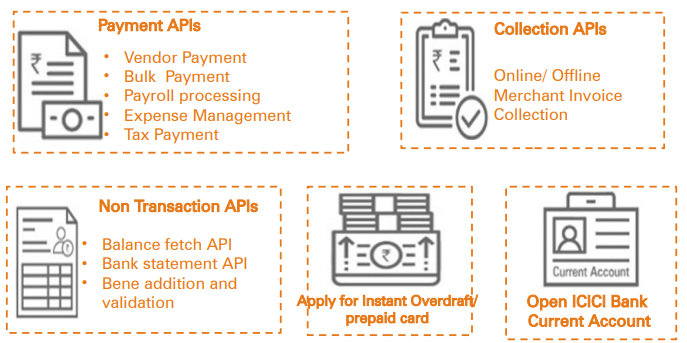 Payment APIs
• Vendor Payment
• Bulk Payment
• Payroll processing
• Expense Management
• Tax Payment
Collection APIs
Online/ Offline
Merchant Invoice
Collection
Non Transaction APIs
• Balance fetch API
• Bank statement API
• Bene addition and
validation
Apply for Instant Overdraft/
prepaid card
Current Account
Open ICICI Bank
Current Account